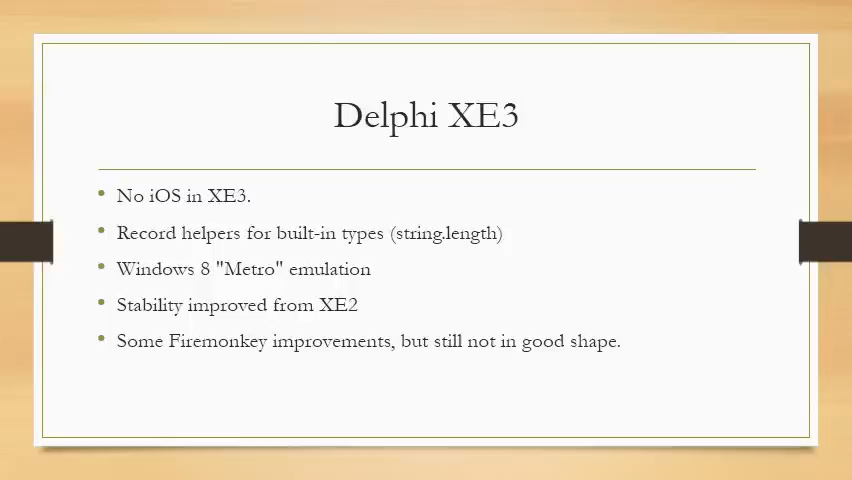 Delphi XE3
• No iOS in XE3.
• Record helpers for built-in types (string.length)
• Windows 8 "Metro" emulation
• Stability improved from XE2
• Some Firemonkey improvements, but still not in good shape.